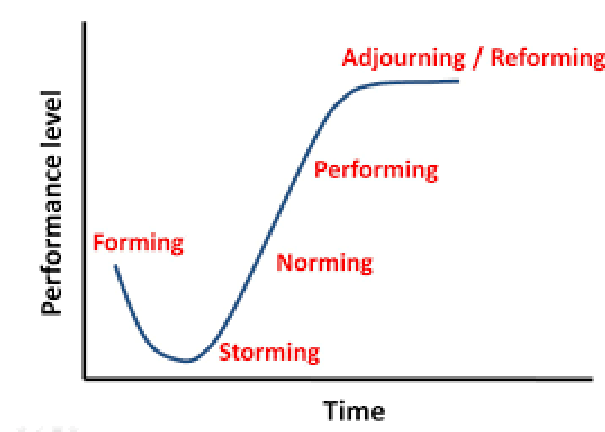 Adjourning / Reforming
Performing
Forming
Norming
Storming
Performance level
Time